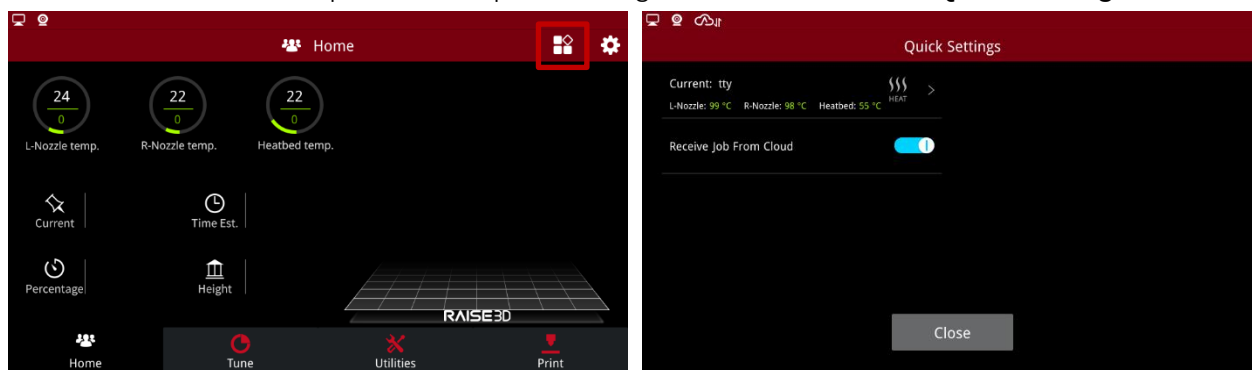 Home
24
0
L-Nozzle temp.
22
0
R-Nozzle temp.
22
0
Heatbed temp.
Current
Time Est.
Percentage
Height
RAISE3D
Home
Tune
Utilities
Print
Quick Settings
Current: tty
HEAT
L-Nozzle: 99 °C R-Nozzle: 98 °C Heatbed: 55 °C
Receive Job From Cloud
Close